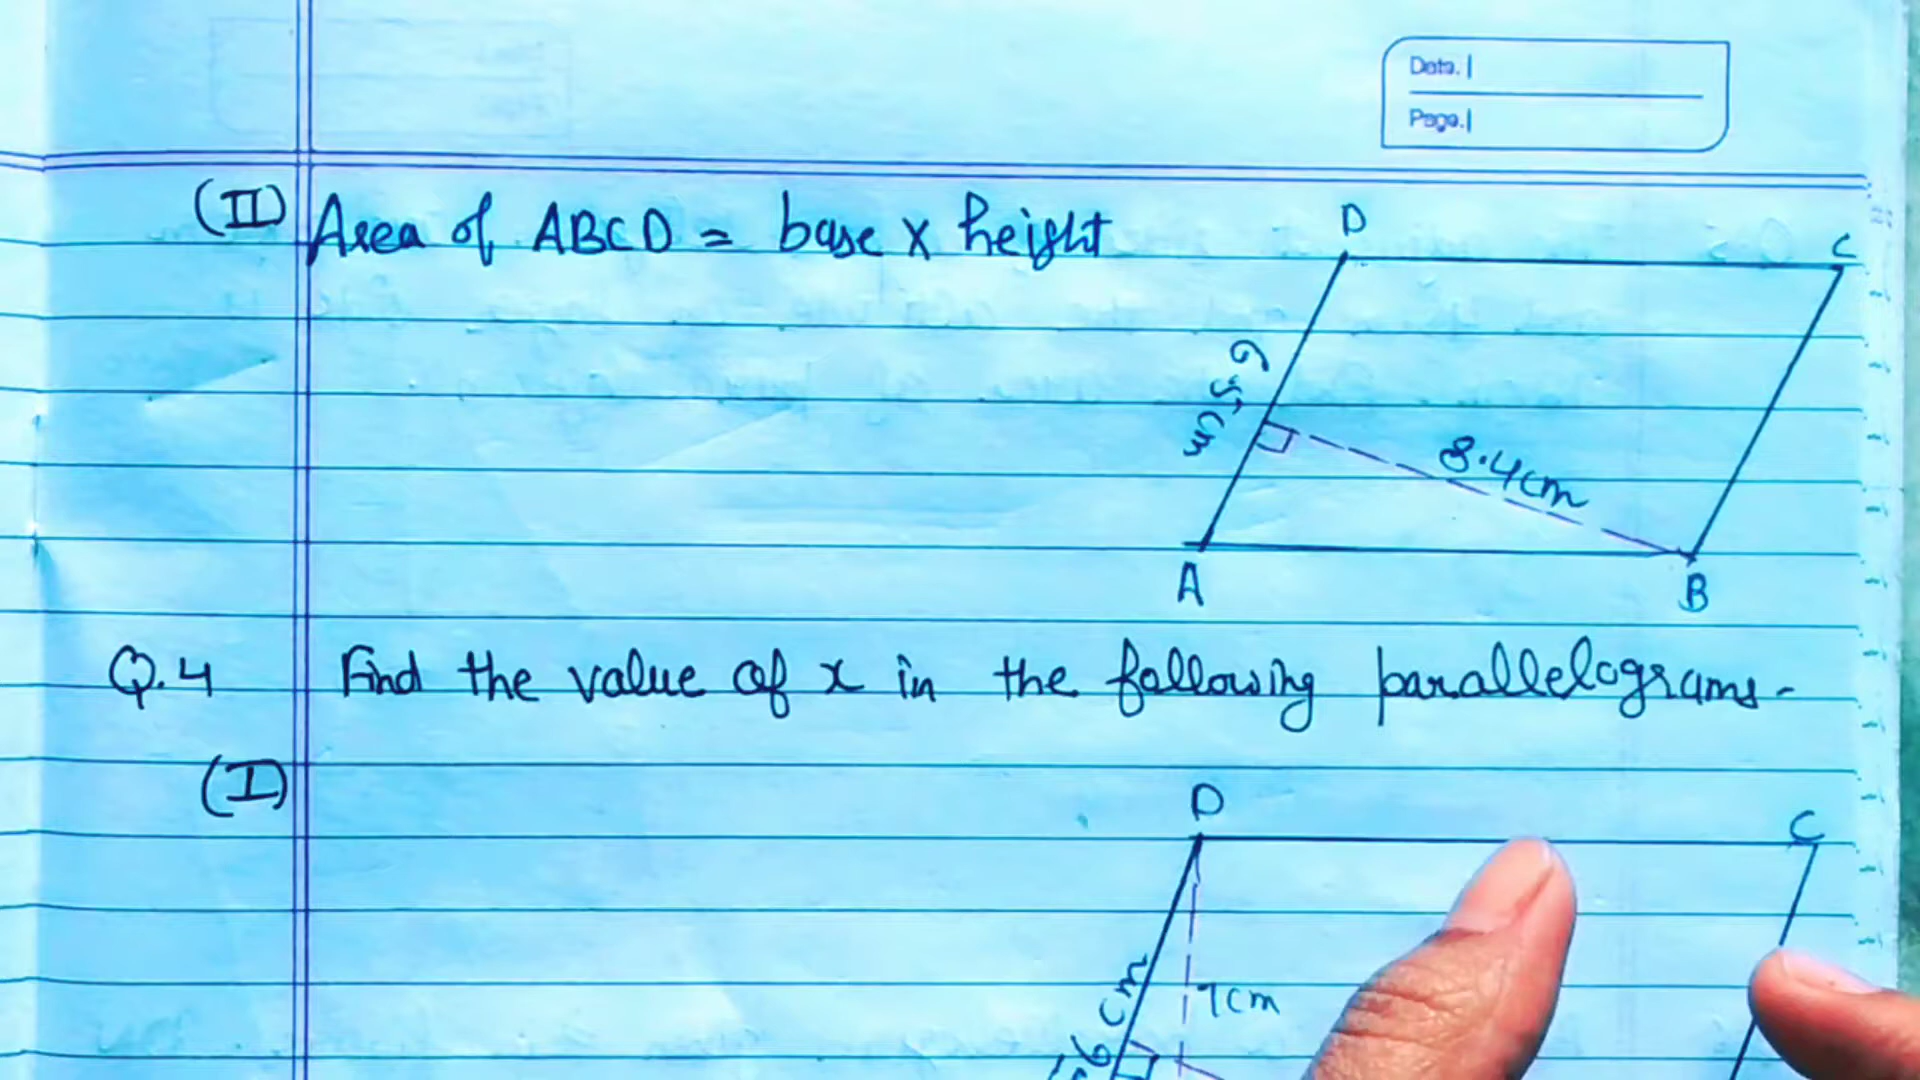 Date.
Page.
(II) Area of ABCD = base x height
D
C
8.4cm
A
B
Q.4 Find the value of x in the following parallelograms-
(I)
D
C
7cm
6 cm